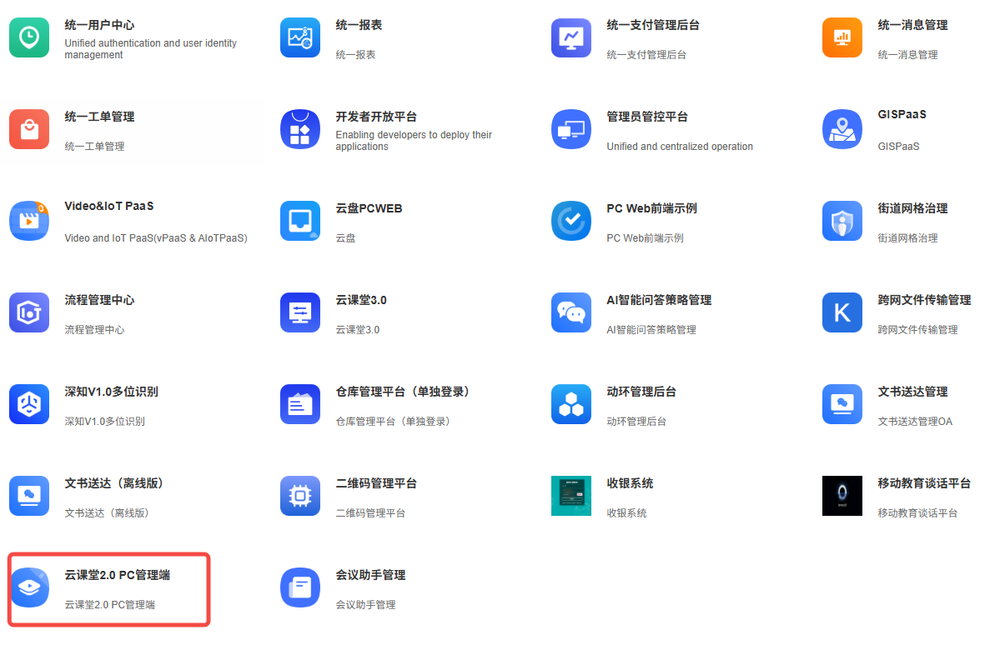 统一用户中心
Unified authentication and user identity
management
统一报表
统一报表
统一支付管理后台
统一支付管理后台
统一消息管理
统一消息管理
统一工单管理
统一工单管理
开发者开放平台
Enabling developers to deploy their
applications
管理员管控平台
Unified and centralized operation
GISPaaS
GISPaaS
Video&IoT PaaS
Video and IoT PaaS(vPaaS & AIoTPaaS)
云盘PCWEB
云盘
PC Web前端示例
PC Web前端示例
街道网格治理
街道网格治理
流程管理中心
流程管理中心
云课堂3.0
云课堂3.0
AI智能问答策略管理
AI智能问答策略管理
K
跨网文件传输管理
跨网文件传输管理
深知V1.0多位识别
深知V1.0多位识别
仓库管理平台（单独登录）
仓库管理平台（单独登录）
动环管理后台
动环管理后台
文书送达管理
文书送达管理OA
文书送达（离线版）
文书送达（离线版）
二维码管理平台
二维码管理平台
收银系统
收银系统
移动教育谈话平台
移动教育谈话平台
云课堂2.0 PC管理端
云课堂2.0 PC管理端
会议助手管理
会议助手管理